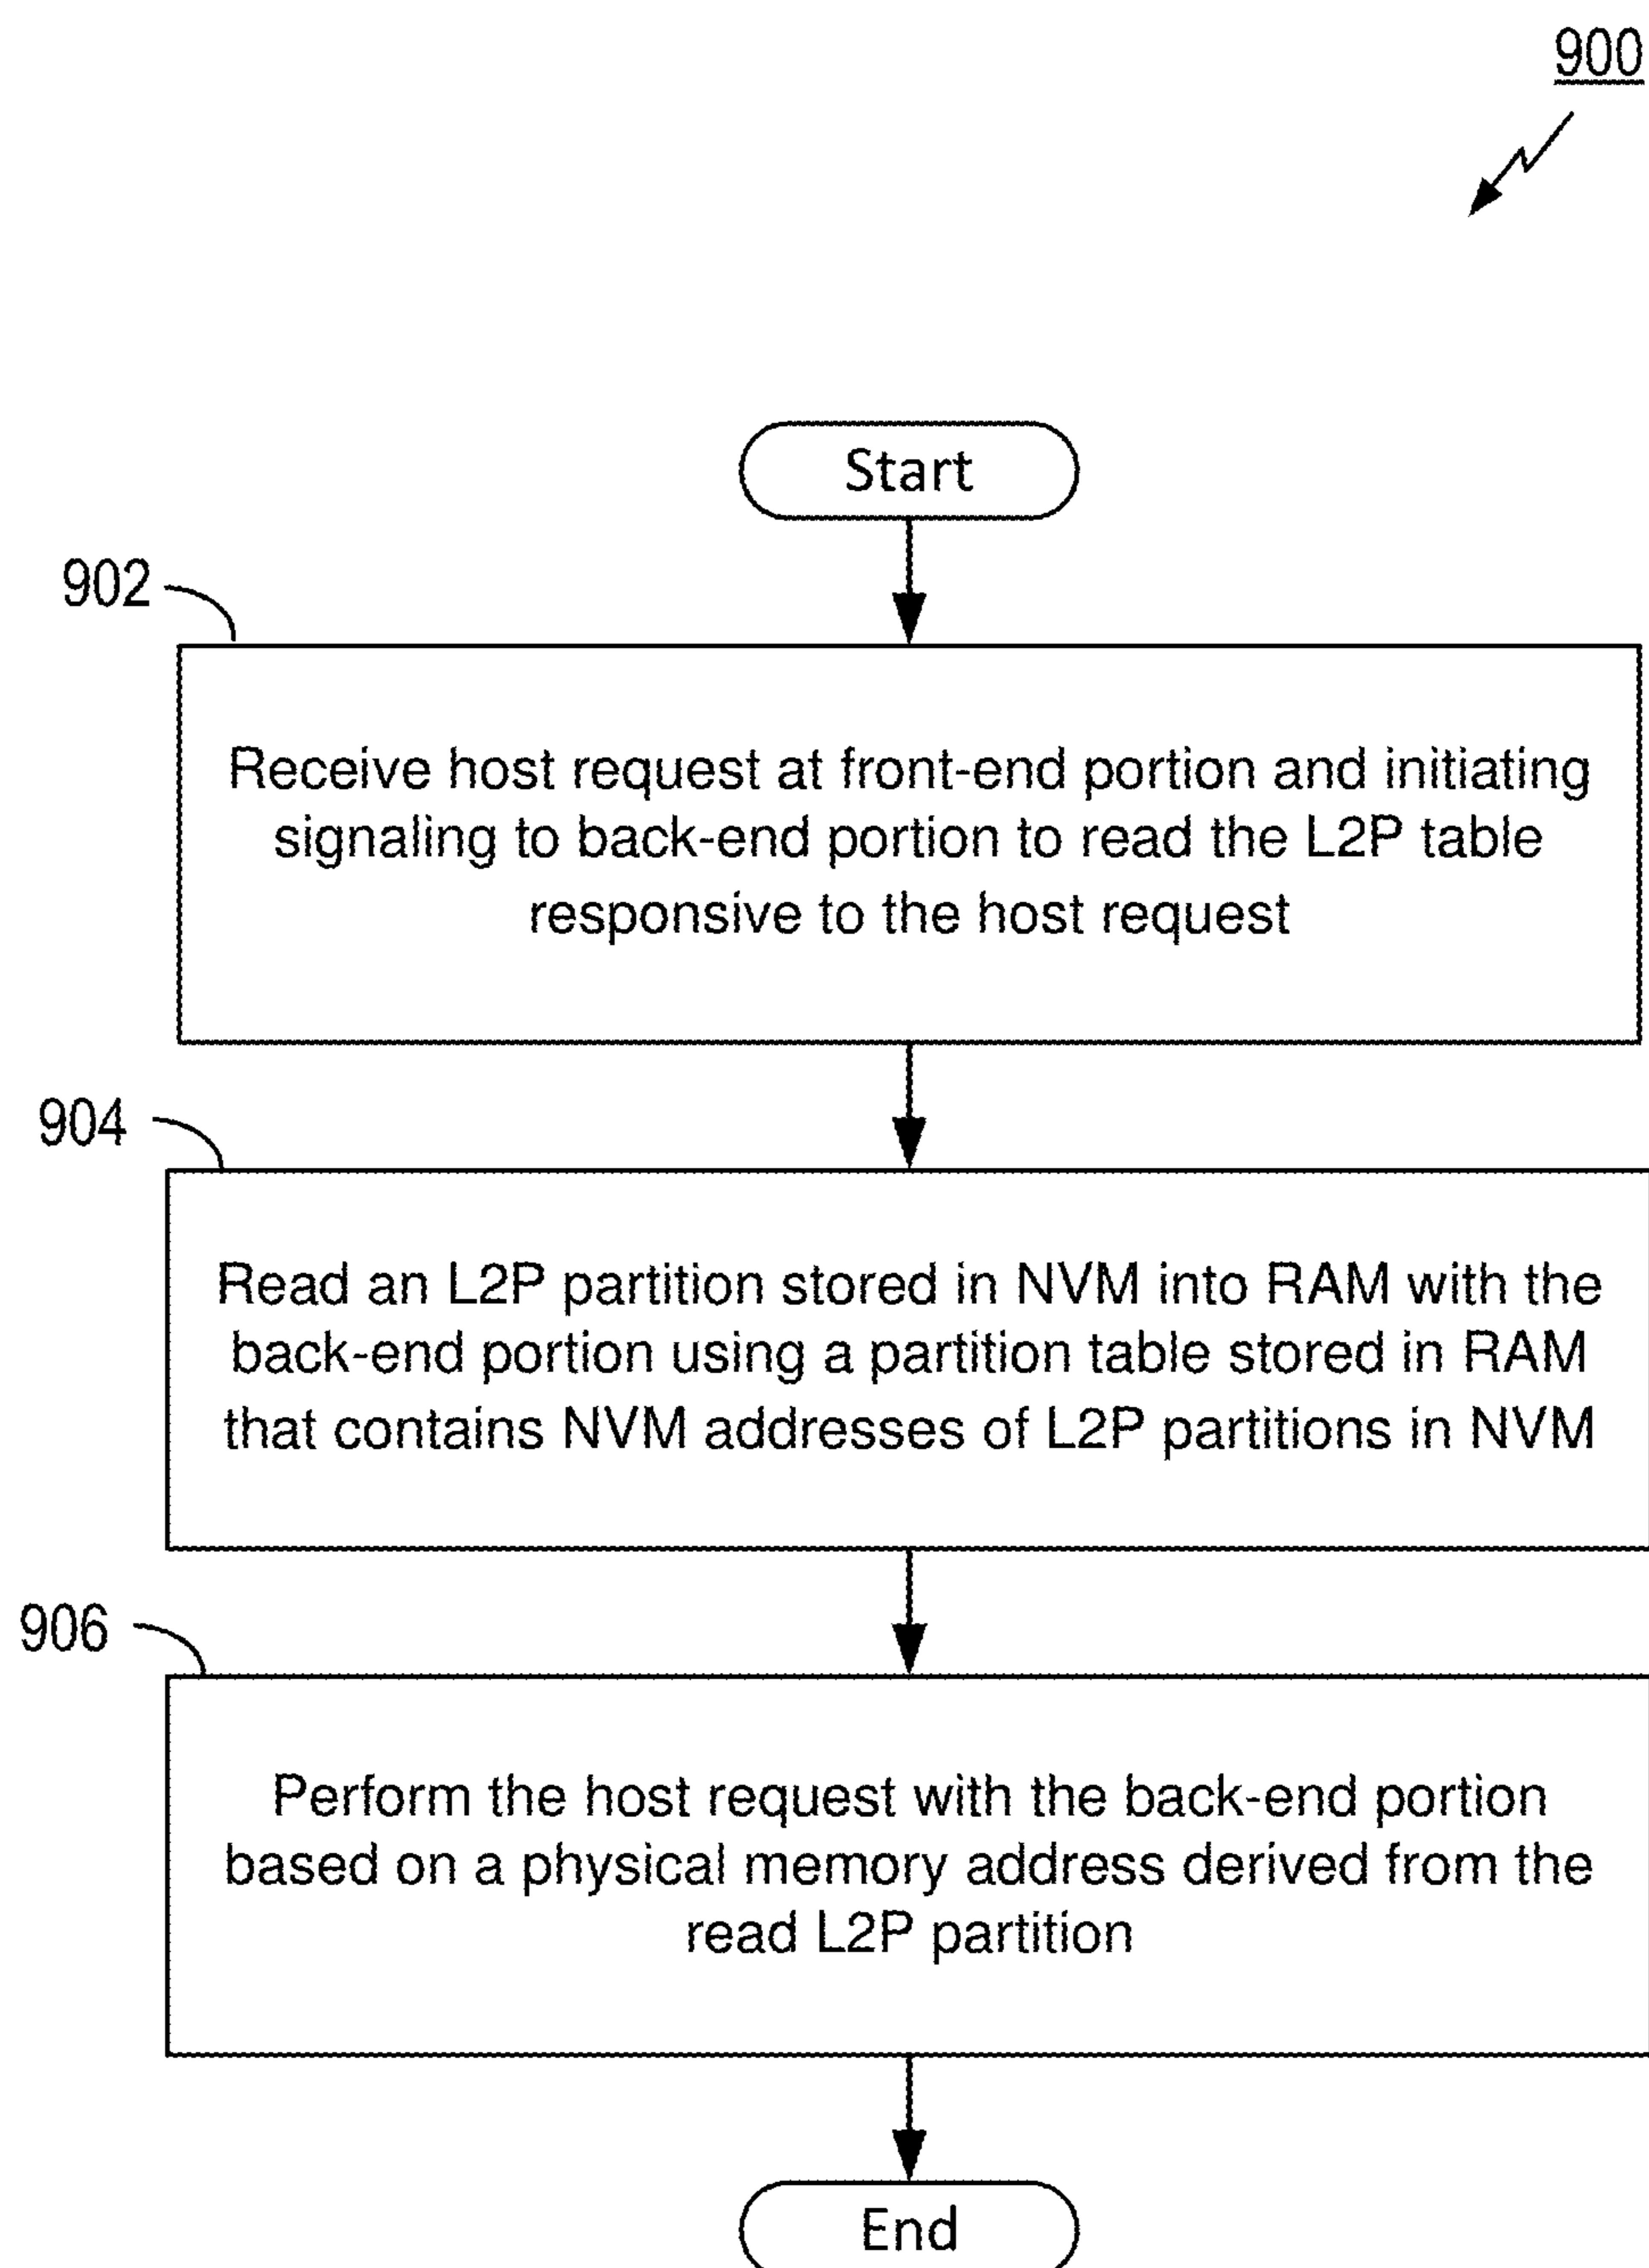 900
Start
902
Receive host request at front-end portion and initiating
signaling to back-end portion to read the L2P table
responsive to the host request
904
Read an L2P partition stored in NVM into RAM with the
back-end portion using a partition table stored in RAM
that contains NVM addresses of L2P partitions in NVM
906
Perform the host request with the back-end portion
based on a physical memory address derived from the
read L2P partition
End